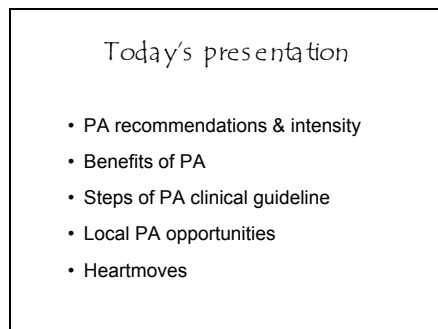 Today's presentation
• PA recommendations & intensity
• Benefits of PA
• Steps of PA clinical guideline
• Local PA opportunities
• Heartmoves